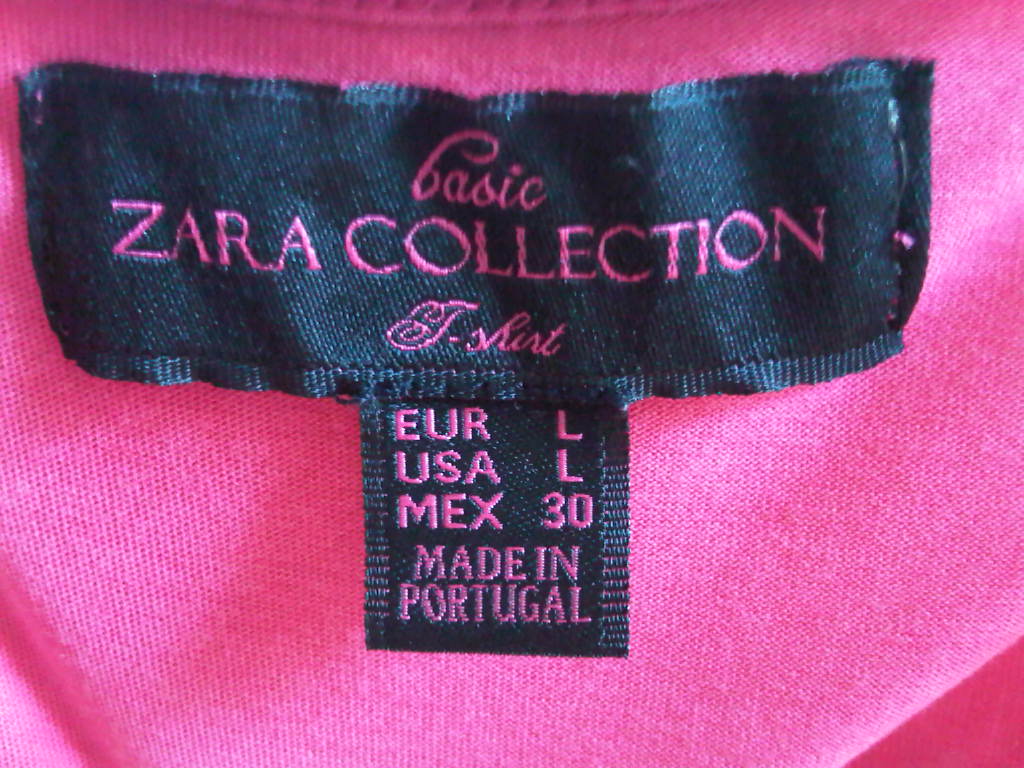 basic
ZARA COLLECTION
T-shirt
EUR L
USA L
MEX 30
MADE IN
PORTUGAL